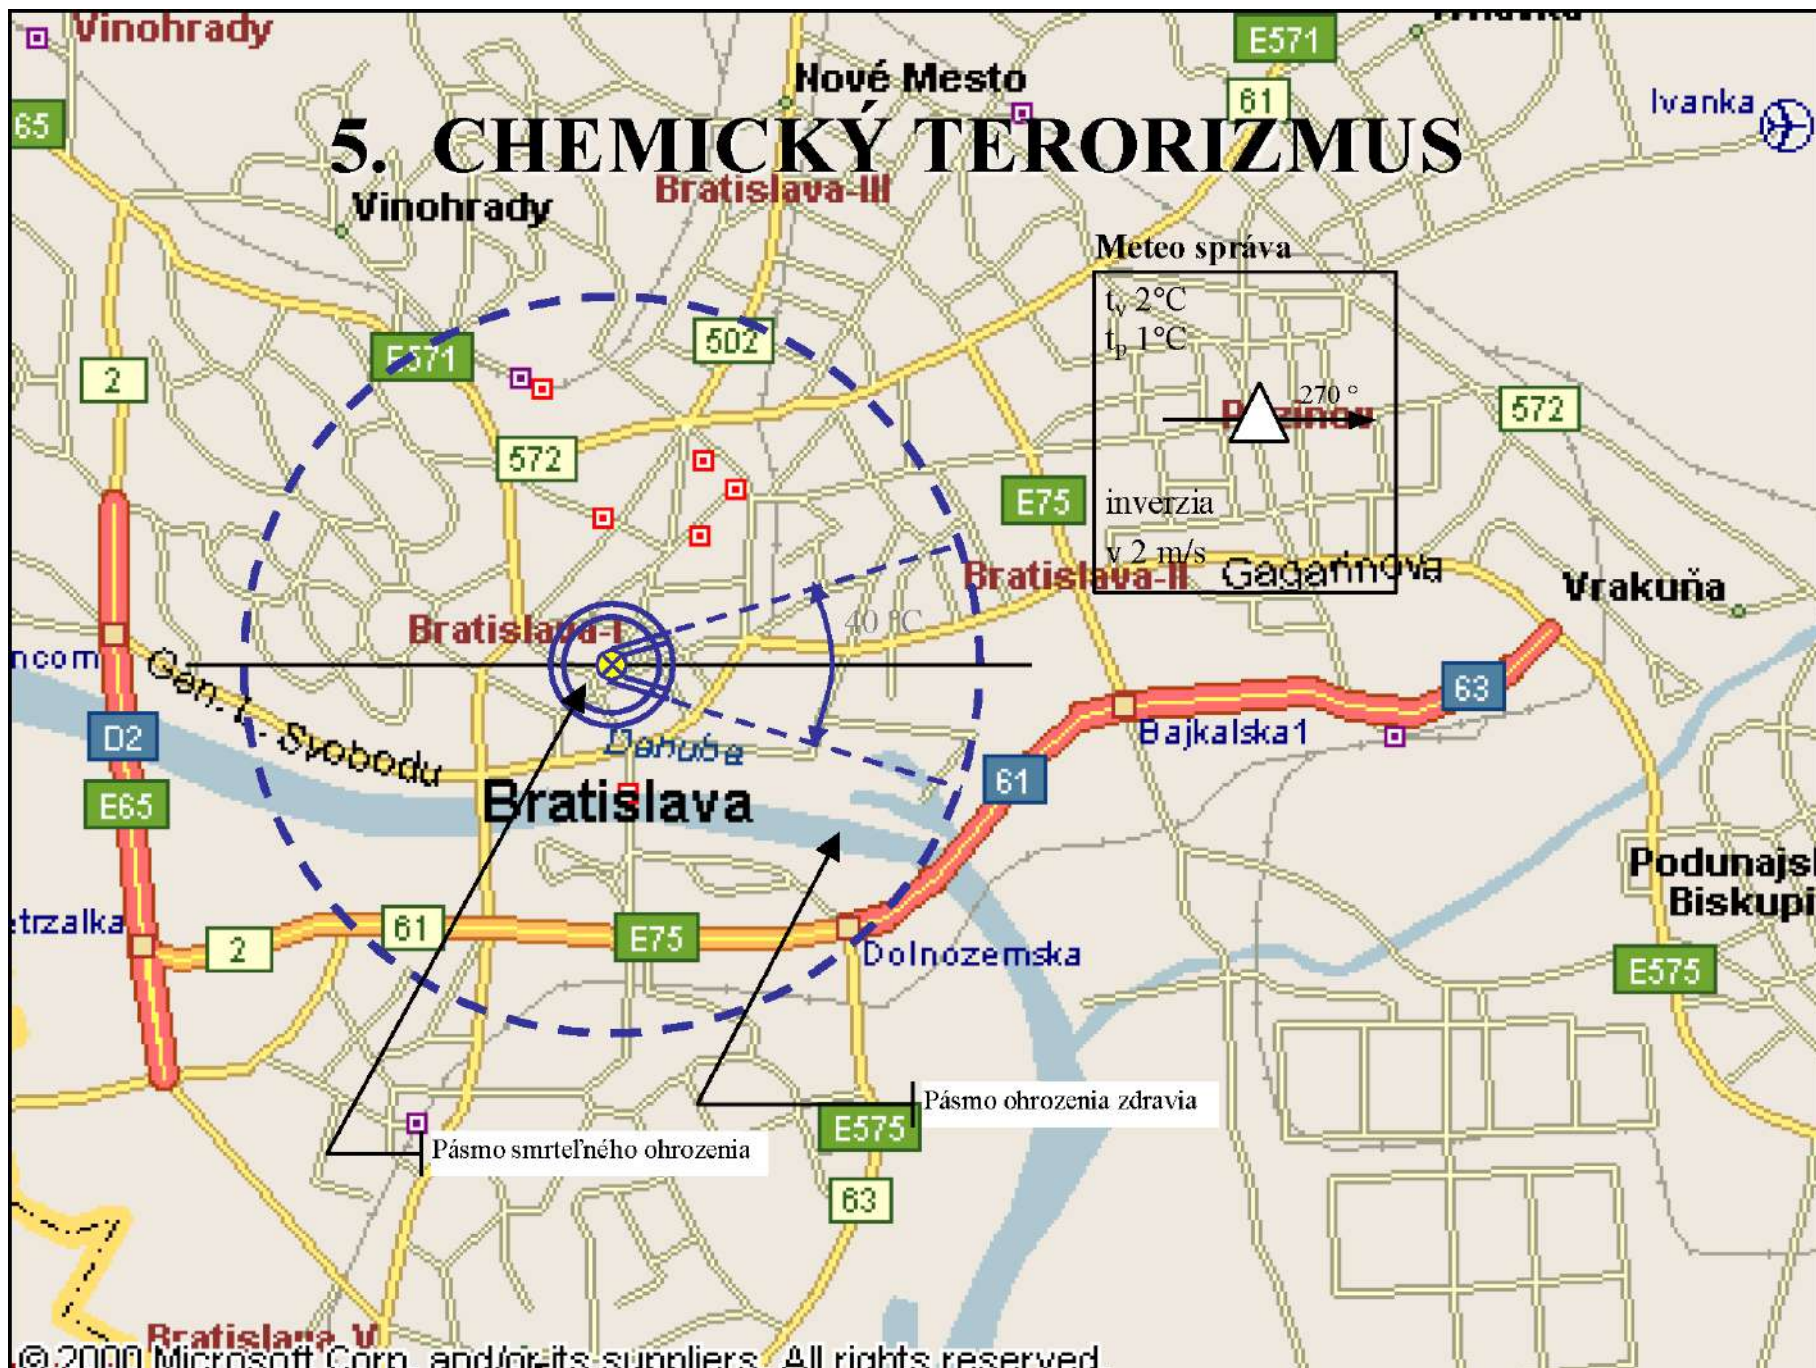 Vinohrady
E571
Nové Mesto
61
Ivanka
65
5. CHEMICKÝ TERORIZMUS
Bratislava-III
Vinohrady
Meteo správa
tᵥ 2°C
tₚ 1°C
502
E571
2
270 °
572
572
E75
inverzia
v 2 m/s
Bratislava-II
Gagarinova
Vrakuňa
40 °C
Bratislava-I
ncom
Gen. I. Svobodu
63
D2
Danube
Bajkalska1
61
E65
Bratislava
Podunajsk
Biskupi
etrzalka
61
2
E75
Dolnozemska
E575
Pásmo ohrozenia zdravia
E575
Pásmo smrteľného ohrozenia
63
Bratislava V
© 2000 Microsoft Corp. and/or its suppliers. All rights reserved.